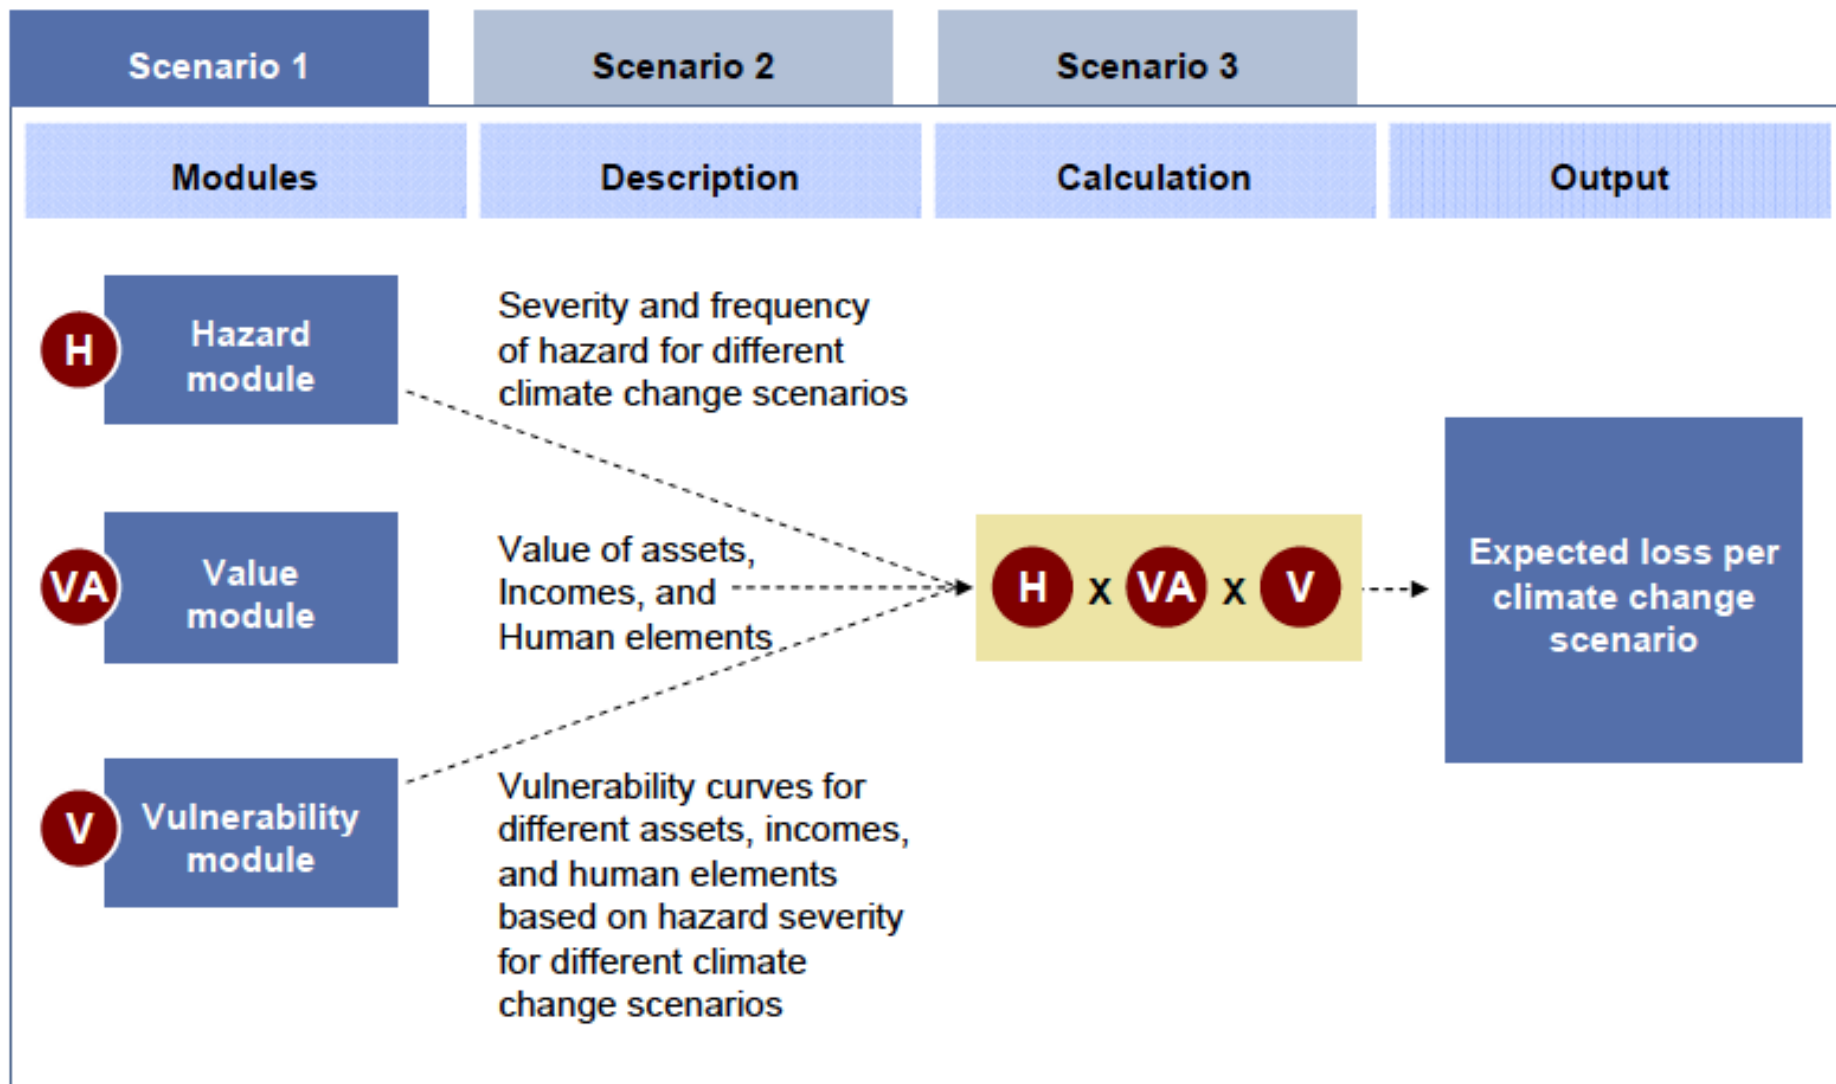 Scenario 1
Scenario 2
Scenario 3
Modules
Description
Calculation
Output
H
Hazard
module
Severity and frequency
of hazard for different
climate change scenarios
VA
Value
module
Value of assets,
Incomes, and
Human elements
H x VA x V
Expected loss per
climate change
scenario
V
Vulnerability
module
Vulnerability curves for
different assets, incomes,
and human elements
based on hazard severity
for different climate
change scenarios